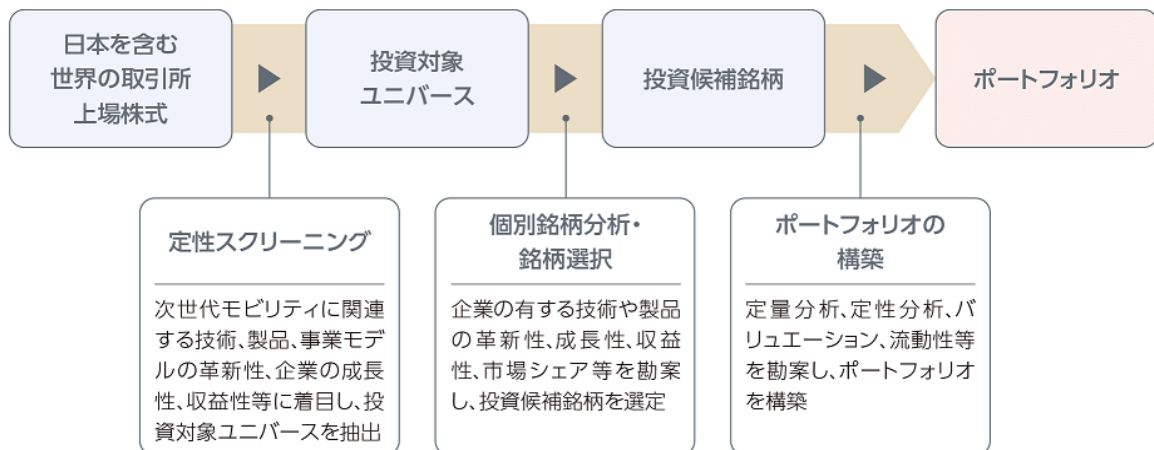 日本を含む
世界の取引所
上場株式
投資対象
ユニバース
投資候補銘柄
ポートフォリオ
定性スクリーニング
次世代モビリティに関連
する技術、製品、事業モデ
ルの革新性、企業の成長
性、収益性等に着目し、投
資対象ユニバースを抽出
個別銘柄分析・
銘柄選択
企業の有する技術や製品
の革新性、成長性、収益
性、市場シェア等を勘案
し、投資候補銘柄を選定
ポートフォリオの
構築
定量分析、定性分析、バ
リュエーション、流動性等
を勘案し、ポートフォリオ
を構築